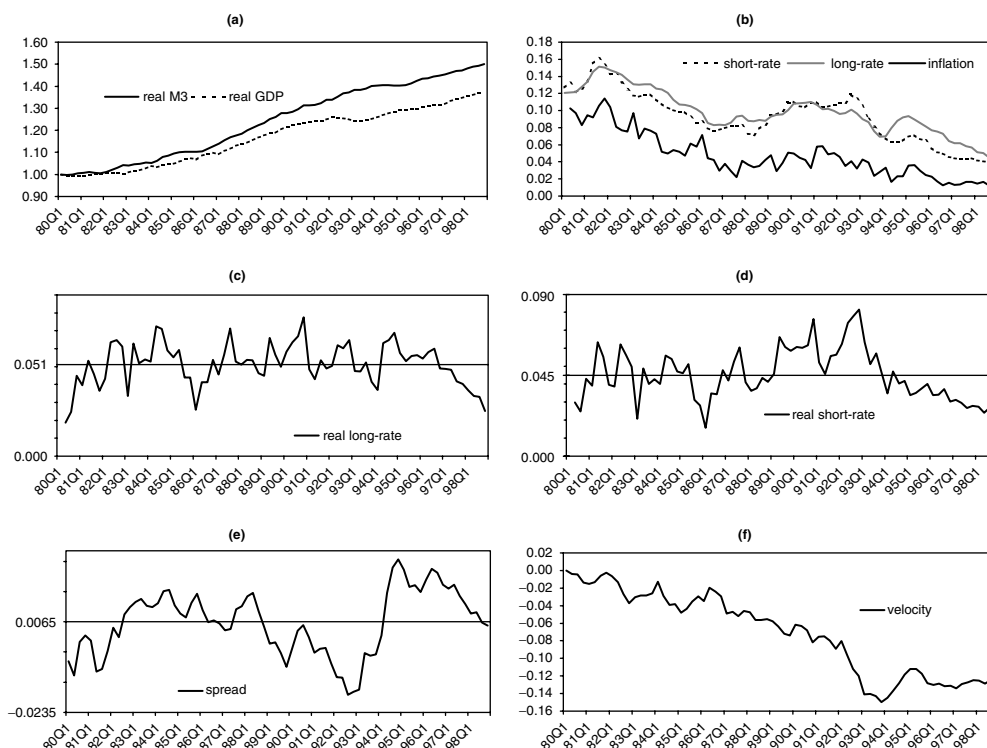 (a)
1.60
1.50
1.40
1.30
1.20
1.10
1.00
0.90
real M3
real GDP
80Q1
81Q1
82Q1
83Q1
84Q1
85Q1
86Q1
87Q1
88Q1
89Q1
90Q1
91Q1
92Q1
93Q1
94Q1
95Q1
96Q1
97Q1
98Q1
(b)
0.18
0.16
0.14
0.12
0.10
0.08
0.06
0.04
0.02
0.00
short-rate
long-rate
inflation
80Q1
81Q1
82Q1
83Q1
84Q1
85Q1
86Q1
87Q1
88Q1
89Q1
90Q1
91Q1
92Q1
93Q1
94Q1
95Q1
96Q1
97Q1
98Q1
(c)
0.051
0.000
real long-rate
80Q1
81Q1
82Q1
83Q1
84Q1
85Q1
86Q1
87Q1
88Q1
89Q1
90Q1
91Q1
92Q1
93Q1
94Q1
95Q1
96Q1
97Q1
98Q1
(d)
0.090
0.045
0.000
real short-rate
80Q1
81Q1
82Q1
83Q1
84Q1
85Q1
86Q1
87Q1
88Q1
89Q1
90Q1
91Q1
92Q1
93Q1
94Q1
95Q1
96Q1
97Q1
98Q1
(e)
0.0065
−0.0235
spread
80Q1
81Q1
82Q1
83Q1
84Q1
85Q1
86Q1
87Q1
88Q1
89Q1
90Q1
91Q1
92Q1
93Q1
94Q1
95Q1
96Q1
97Q1
98Q1
(f)
0.02
0.00
−0.02
−0.04
−0.06
−0.08
−0.10
−0.12
−0.14
−0.16
velocity
80Q1
81Q1
82Q1
83Q1
84Q1
85Q1
86Q1
87Q1
88Q1
89Q1
90Q1
91Q1
92Q1
93Q1
94Q1
95Q1
96Q1
97Q1
98Q1